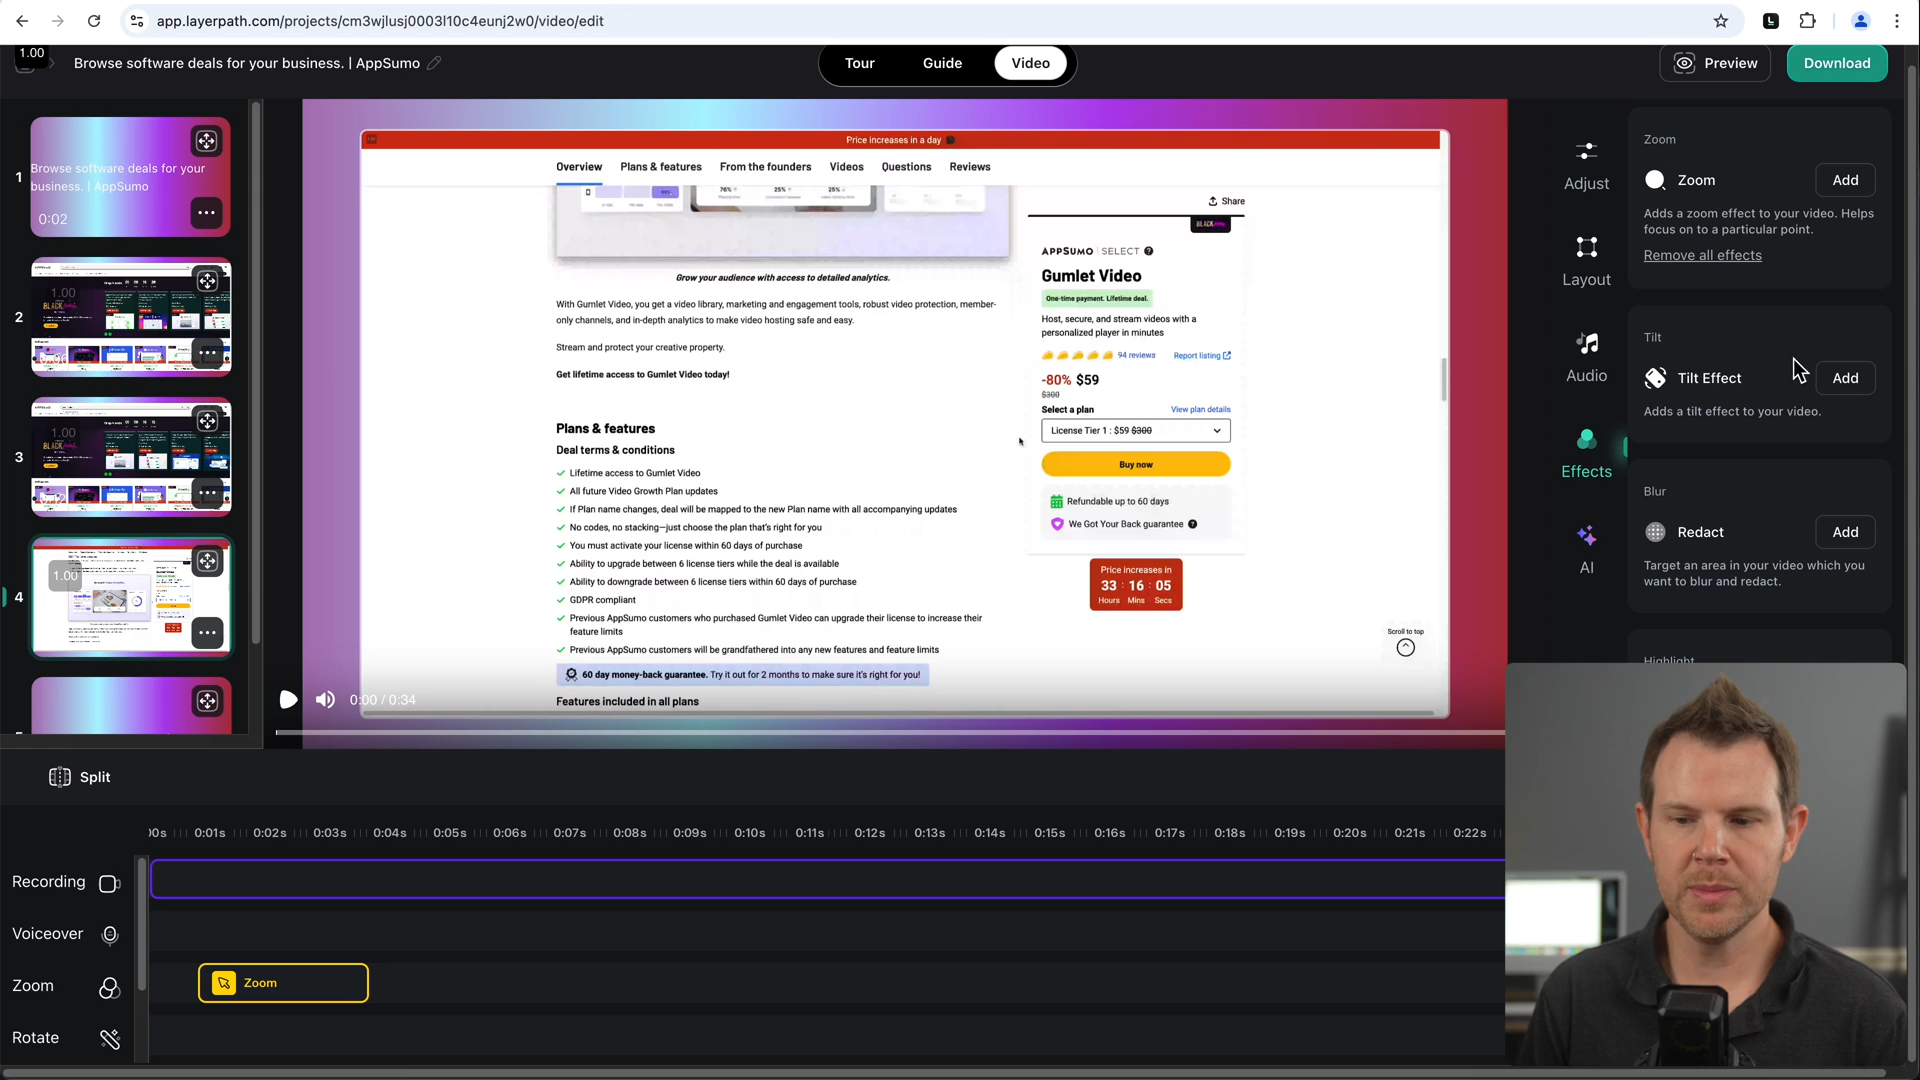 app.layerpath.com/projects/cm3wjlusj0003l10c4eunj2w0/video/edit
1.00
Browse software deals for your business. | AppSumo
Tour
Guide
Video
Preview
Download
1
Browse software deals for your
business. | AppSumo
0:02
2
1.00
3
1.00
4
1.00
Price increases in a day
Overview
Plans & features
From the founders
Videos
Questions
Reviews
76%
25%
25%
Share
Grow your audience with access to detailed analytics.
With Gumlet Video, you get a video library, marketing and engagement tools, robust video protection, member-
only channels, and in-depth analytics to make video hosting safe and easy.
Stream and protect your creative property.
Get lifetime access to Gumlet Video today!
Plans & features
Deal terms & conditions
Lifetime access to Gumlet Video
All future Video Growth Plan updates
If Plan name changes, deal will be mapped to the new Plan name with all accompanying updates
No codes, no stacking—just choose the plan that's right for you
You must activate your license within 60 days of purchase
Ability to upgrade between 6 license tiers while the deal is available
Ability to downgrade between 6 license tiers within 60 days of purchase
GDPR compliant
Previous AppSumo customers who purchased Gumlet Video can upgrade their license to increase their
feature limits
Previous AppSumo customers will be grandfathered into any new features and feature limits
60 day money-back guarantee. Try it out for 2 months to make sure it's right for you!
Features included in all plans
APPSUMO | SELECT
Gumlet Video
One-time payment. Lifetime deal.
Host, secure, and stream videos with a
personalized player in minutes
94 reviews
Report listing
-80% $59
$300
Select a plan
View plan details
License Tier 1 : $59 $300
Buy now
Refundable up to 60 days
We Got Your Back guarantee
Price increases in
33 : 16 : 05
Hours Mins Secs
Scroll to top
0:00 / 0:34
Adjust
Layout
Audio
Effects
AI
Zoom
Zoom
Add
Adds a zoom effect to your video. Helps
focus on to a particular point.
Remove all effects
Tilt
Tilt Effect
Add
Adds a tilt effect to your video.
Blur
Redact
Add
Target an area in your video which you
want to blur and redact.
Highlight
Split
0:01s 0:02s 0:03s 0:04s 0:05s 0:06s 0:07s 0:08s 0:09s 0:10s 0:11s 0:12s 0:13s 0:14s 0:15s 0:16s 0:17s 0:18s 0:19s 0:20s 0:21s 0:22s
Recording
Voiceover
Zoom
Zoom
Rotate